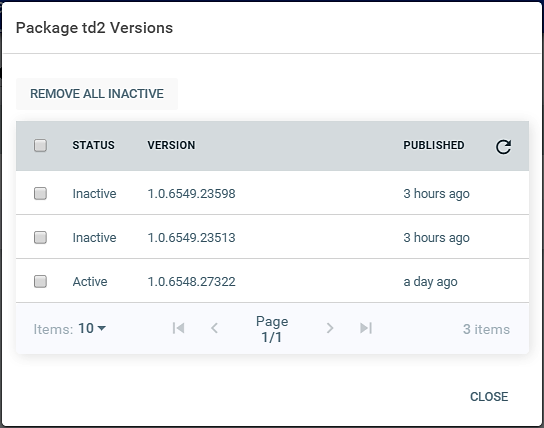 Package td2 Versions
REMOVE ALL INACTIVE
STATUS VERSION PUBLISHED
Inactive 1.0.6549.23598 3 hours ago
Inactive 1.0.6549.23513 3 hours ago
Active 1.0.6548.27322 a day ago
Items: 10 Page 3 items
1/1
CLOSE